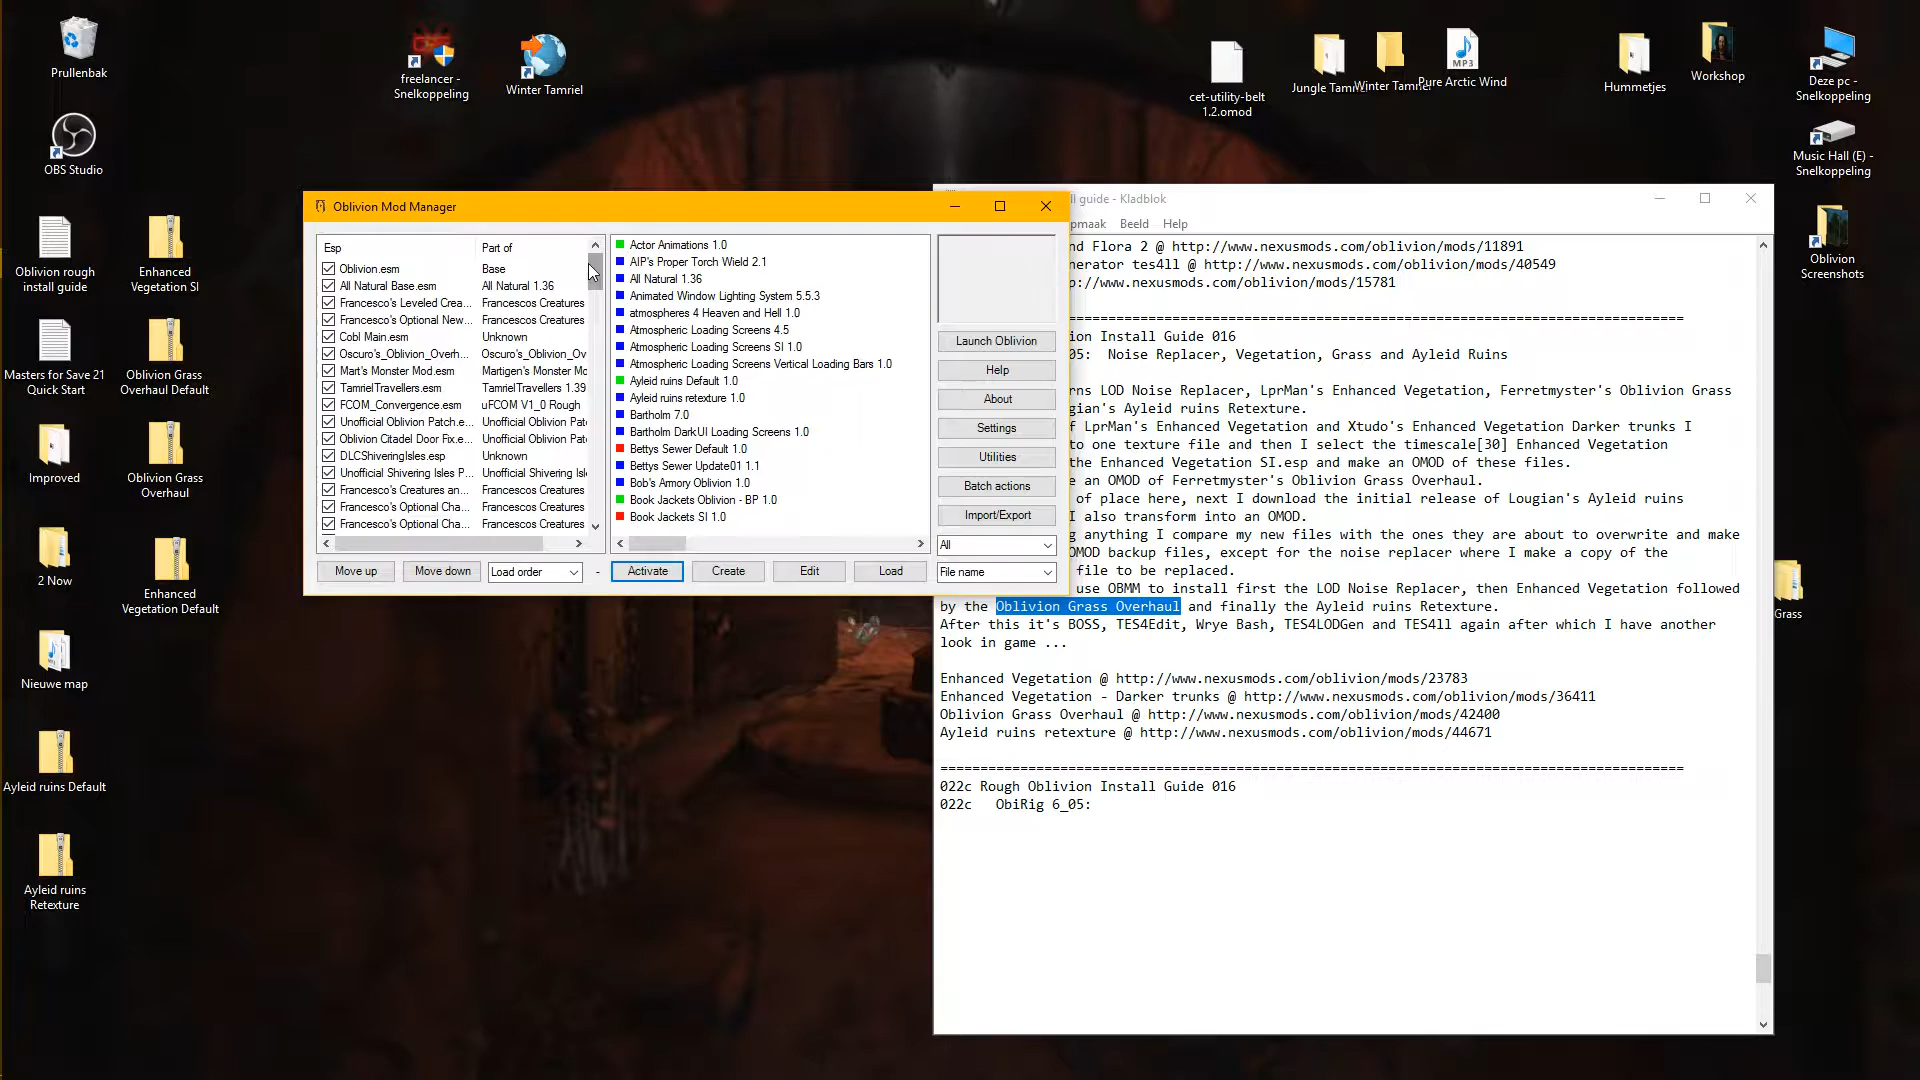 Prullenbak
OBS Studio
Oblivion rough
install guide
Enhanced
Vegetation SI
Masters for Save 21
Quick Start
Oblivion Grass
Overhaul Default
Improved
Oblivion Grass
Overhaul
2 Now
Enhanced
Vegetation Default
Nieuwe map
Ayleid ruins Default
Ayleid ruins
Retexture
freelancer -
Snelkoppeling
Winter Tamriel
cet-utility-belt
1.2.omod
Jungle Tamri...
Winter Tamri...
Pure Arctic Wind
MP3
Hummetjes
Workshop
Deze pc -
Snelkoppeling
Music Hall (E) -
Snelkoppeling
Oblivion
Screenshots
Grass
Oblivion Mod Manager
Esp Part of
Oblivion.esm Base
All Natural Base.esm All Natural 1.36
Francesco's Leveled Crea... Francescos Creatures
Francesco's Optional New... Francescos Creatures
Cobl Main.esm Unknown
Oscuro's_Oblivion_Overh... Oscuro's_Oblivion_Ov
Mart's Monster Mod.esm Martigen's Monster Mo
TamrielTravellers.esm TamrielTravellers 1.39
FCOM_Convergence.esm uFCOM V1_0 Rough
Unofficial Oblivion Patch.e... Unofficial Oblivion Pat
Oblivion Citadel Door Fix.e... Unofficial Oblivion Pat
DLCShiveringIsles.esp Unknown
Unofficial Shivering Isles P... Unofficial Shivering Isle
Francesco's Creatures an... Francescos Creatures
Francesco's Optional Cha... Francescos Creatures
Francesco's Optional Cha... Francescos Creatures
Move up
Move down
Load order
-
Actor Animations 1.0
AIP's Proper Torch Wield 2.1
All Natural 1.36
Animated Window Lighting System 5.5.3
atmospheres 4 Heaven and Hell 1.0
Atmospheric Loading Screens 4.5
Atmospheric Loading Screens SI 1.0
Atmospheric Loading Screens Vertical Loading Bars 1.0
Ayleid ruins Default 1.0
Ayleid ruins retexture 1.0
Bartholm 7.0
Bartholm DarkUI Loading Screens 1.0
Bettys Sewer Default 1.0
Bettys Sewer Update01 1.1
Bob's Armory Oblivion 1.0
Book Jackets Oblivion - BP 1.0
Book Jackets SI 1.0
Activate
Create
Edit
Load
Launch Oblivion
Help
About
Settings
Utilities
Batch actions
Import/Export
All
File name
ll guide - Kladblok
pmaak Beeld Help
nd Flora 2 @ http://www.nexusmods.com/oblivion/mods/11891
nerator tes4ll @ http://www.nexusmods.com/oblivion/mods/40549
p://www.nexusmods.com/oblivion/mods/15781
=============================================
ion Install Guide 016
05: Noise Replacer, Vegetation, Grass and Ayleid Ruins
rns LOD Noise Replacer, LprMan's Enhanced Vegetation, Ferretmyster's Oblivion Grass
gian's Ayleid ruins Retexture.
f LprMan's Enhanced Vegetation and Xtudo's Enhanced Vegetation Darker trunks I
to one texture file and then I select the timescale[30] Enhanced Vegetation
the Enhanced Vegetation SI.esp and make an OMOD of these files.
e an OMOD of Ferretmyster's Oblivion Grass Overhaul.
of place here, next I download the initial release of Lougian's Ayleid ruins
I also transform into an OMOD.
g anything I compare my new files with the ones they are about to overwrite and make
OMOD backup files, except for the noise replacer where I make a copy of the
file to be replaced.
use OBMM to install first the LOD Noise Replacer, then Enhanced Vegetation followed
by the Oblivion Grass Overhaul and finally the Ayleid ruins Retexture.
After this it's BOSS, TES4Edit, Wrye Bash, TES4LODGen and TES4ll again after which I have another
look in game ...
Enhanced Vegetation @ http://www.nexusmods.com/oblivion/mods/23783
Enhanced Vegetation - Darker trunks @ http://www.nexusmods.com/oblivion/mods/36411
Oblivion Grass Overhaul @ http://www.nexusmods.com/oblivion/mods/42400
Ayleid ruins retexture @ http://www.nexusmods.com/oblivion/mods/44671
=============================================================================================
022c Rough Oblivion Install Guide 016
022c ObiRig 6_05: